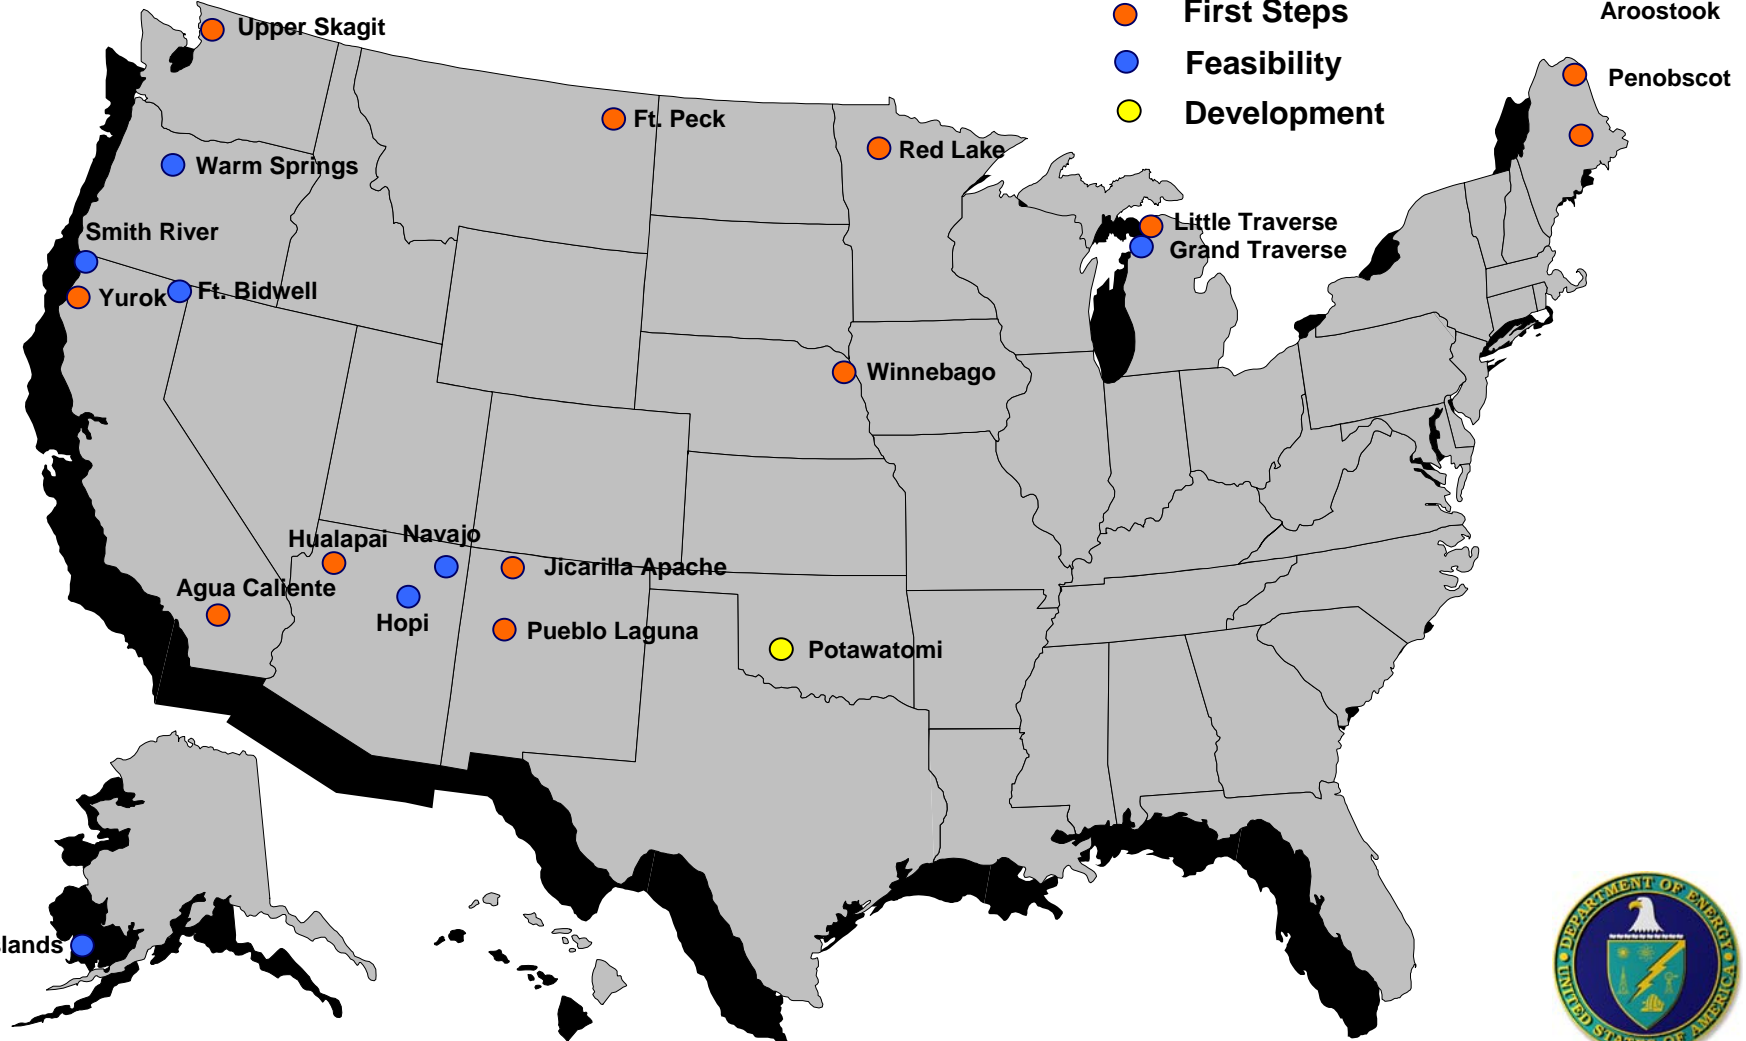 First Steps
Aroostook
Upper Skagit
Feasibility
Penobscot
Development
Ft. Peck
Red Lake
Warm Springs
Little Traverse
Smith River
Grand Traverse
Ft. Bidwell
Yurok
Winnebago
Navajo
Hualapai
Jicarilla Apache
Agua Caliente
Hopi
Pueblo Laguna
Potawatomi
slands
DEPARTMENT OF ENERGY
UNITED STATES OF AMERICA